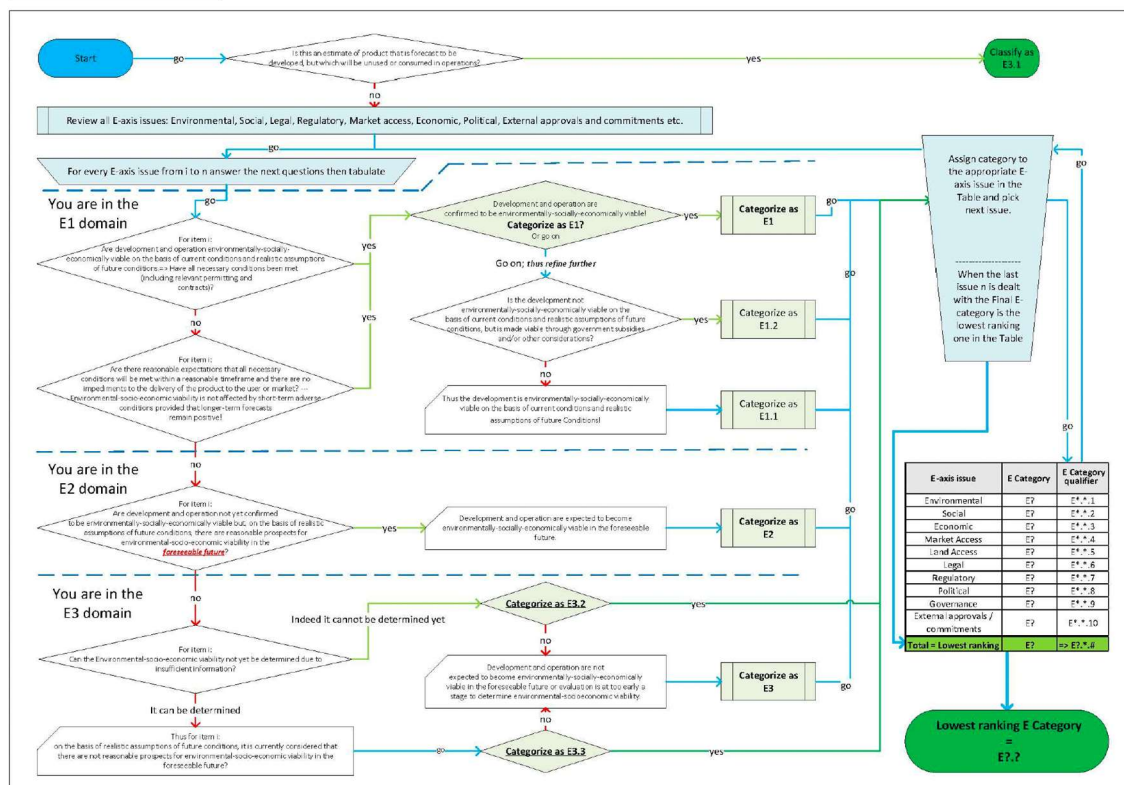 Start
go
Is this an estimate of product that is forecast to be
developed, but which will be unused or consumed in operations?
yes
Classify as
E3.1
no
Review all E-axis issues: Environmental, Social, Legal, Regulatory, Market access, Economic, Political, External approvals and commitments etc.
go
For every E-axis issue from i to n answer the next questions then tabulate
go
You are in the
E1 domain
For item i:
Are development and operation environmentally-socially-
economically viable on the basis of current conditions and realistic assumptions
of future conditions.=> Have all necessary conditions been met
(including relevant permitting and
contracts)?
yes
no
For item i:
Are there reasonable expectations that all necessary
conditions will be met within a reasonable timeframe and there are no
impediments to the delivery of the product to the user or market? ---
Environmental-socio-economic viability is not affected by short-term adverse
conditions provided that longer-term forecasts
remain positive!
yes
no
Development and operation are
confirmed to be environmentally-socially-economically viable!
Categorize as E1?
Or go on
yes
Categorize as
E1
go
Go on; thus refine further
Is the development not
environmentally-socially-economically viable on the
basis of current conditions and realistic assumptions of future
conditions, but is made viable through government subsidies
and/or other considerations?
yes
Categorize as
E1.2
go
no
Thus the development is environmentally-socially-economically
viable on the basis of current conditions and realistic
assumptions of future Conditions!
Categorize as
E1.1
go
You are in the
E2 domain
For item i:
Are development and operation not yet confirmed
to be environmentally-socially-economically viable but, on the basis of realistic
assumptions of future conditions, there are reasonable prospects for
environmental-socio-economic viability in the
foreseeable future?
yes
Development and operation are expected to become
environmentally-socially-economically viable in the foreseeable
future.
Categorize as
E2
go
no
You are in the
E3 domain
For item i:
Can the Environmental-socio-economic viability not yet be determined due to
insufficient information?
Indeed it cannot be determined yet
Categorize as E3.2
yes
no
Development and operation are not
expected to become environmentally-socially-economically
viable in the foreseeable future or evaluation is at too early a
stage to determine environmental-socioeconomic viability.
Categorize as
E3
go
It can be determined
Thus for item i:
on the basis of realistic assumptions of future conditions, it is currently considered that
there are not reasonable prospects for environmental-socio-economic viability in the
foreseeable future?
go
no
Categorize as E3.3
yes
Assign category to
the appropriate E-
axis issue in the
Table and pick
next issue.
--------------------
When the last
issue n is dealt
with the Final E-
category is the
lowest ranking
one in the Table
go
go
E-axis issue E Category E Category qualifier
Environmental E? E*.*.1
Social E? E*.*.2
Economic E? E*.*.3
Market Access E? E*.*.4
Land Access E? E*.*.5
Legal E? E*.*.6
Regulatory E? E*.*.7
Political E? E*.*.8
Governance E? E*.*.9
External approvals / commitments E? E*.*.10
Total = Lowest ranking E? => E?.*.#
Lowest ranking E Category
=
E?.?